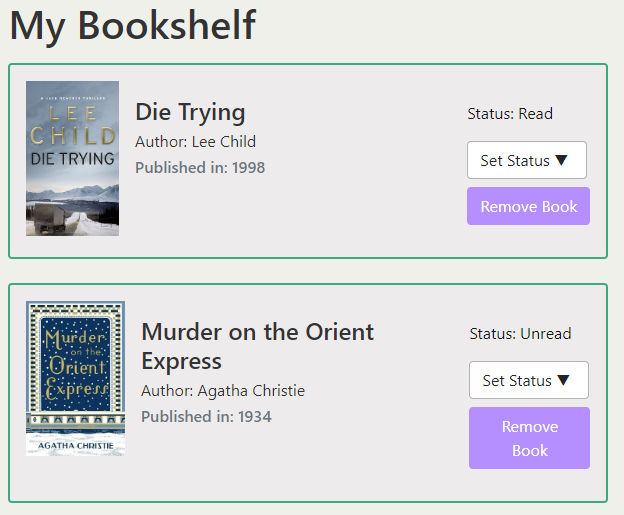 My Bookshelf
A JACK REACHER THRILLER
LEE
CHILD
DIE TRYING
Die Trying
Author: Lee Child
Published in: 1998
Status: Read
Set Status ▼
Remove Book
Murder
on the
Orient
Express
AGATHA CHRISTIE
Murder on the Orient
Express
Author: Agatha Christie
Published in: 1934
Status: Unread
Set Status ▼
Remove
Book